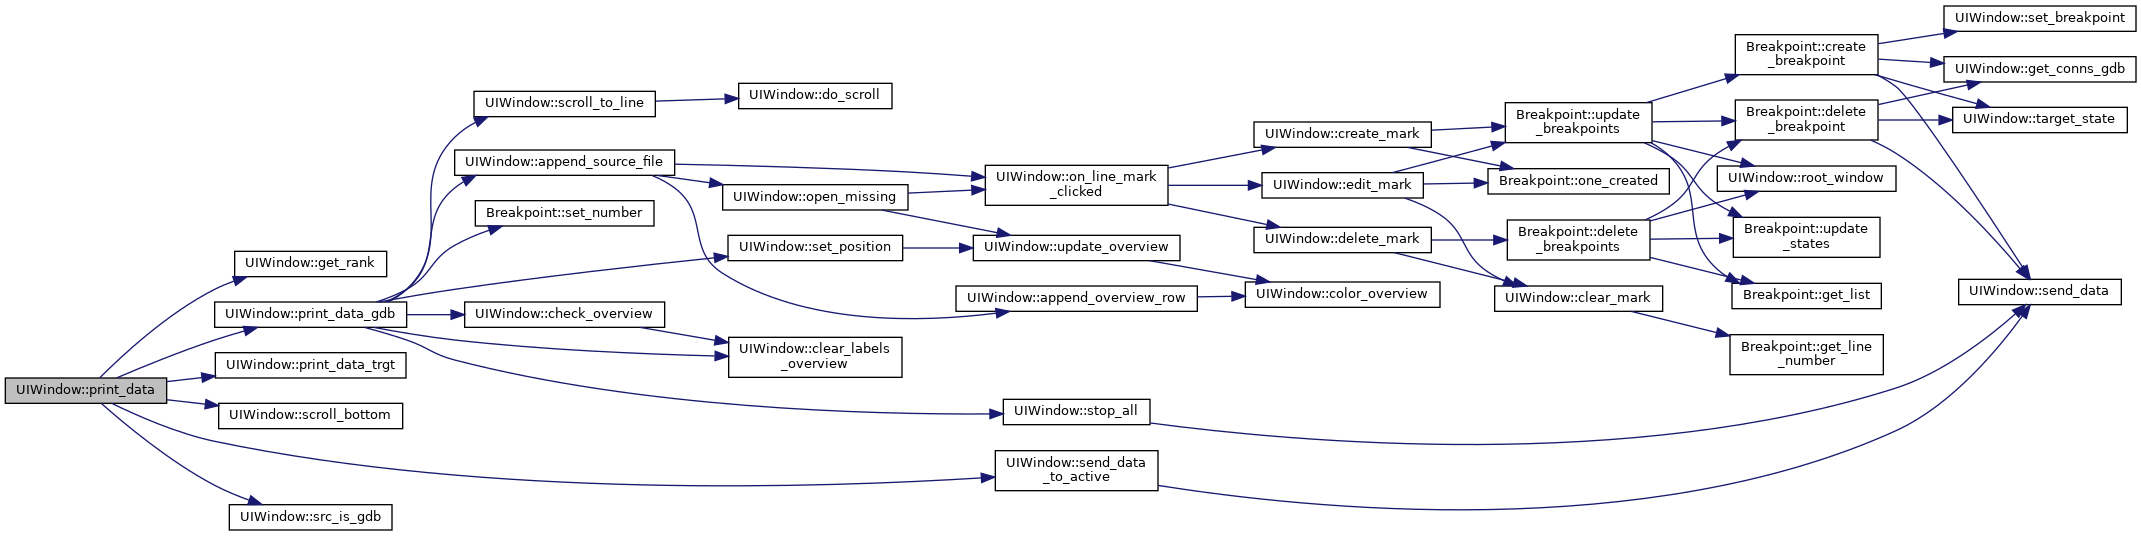 UIWindow::print_data
UIWindow::get_rank
UIWindow::print_data_gdb
UIWindow::print_data_trgt
UIWindow::scroll_bottom
UIWindow::src_is_gdb
UIWindow::scroll_to_line
UIWindow::append_source_file
Breakpoint::set_number
UIWindow::check_overview
UIWindow::do_scroll
UIWindow::open_missing
UIWindow::set_position
UIWindow::clear_labels
_overview
UIWindow::on_line_mark
_clicked
UIWindow::update_overview
UIWindow::append_overview_row
UIWindow::stop_all
UIWindow::send_data
_to_active
UIWindow::create_mark
UIWindow::edit_mark
UIWindow::delete_mark
UIWindow::color_overview
Breakpoint::update
_breakpoints
Breakpoint::one_created
Breakpoint::delete
_breakpoints
UIWindow::clear_mark
Breakpoint::create
_breakpoint
Breakpoint::delete
_breakpoint
UIWindow::root_window
Breakpoint::update
_states
Breakpoint::get_list
Breakpoint::get_line
_number
UIWindow::set_breakpoint
UIWindow::get_conns_gdb
UIWindow::target_state
UIWindow::send_data